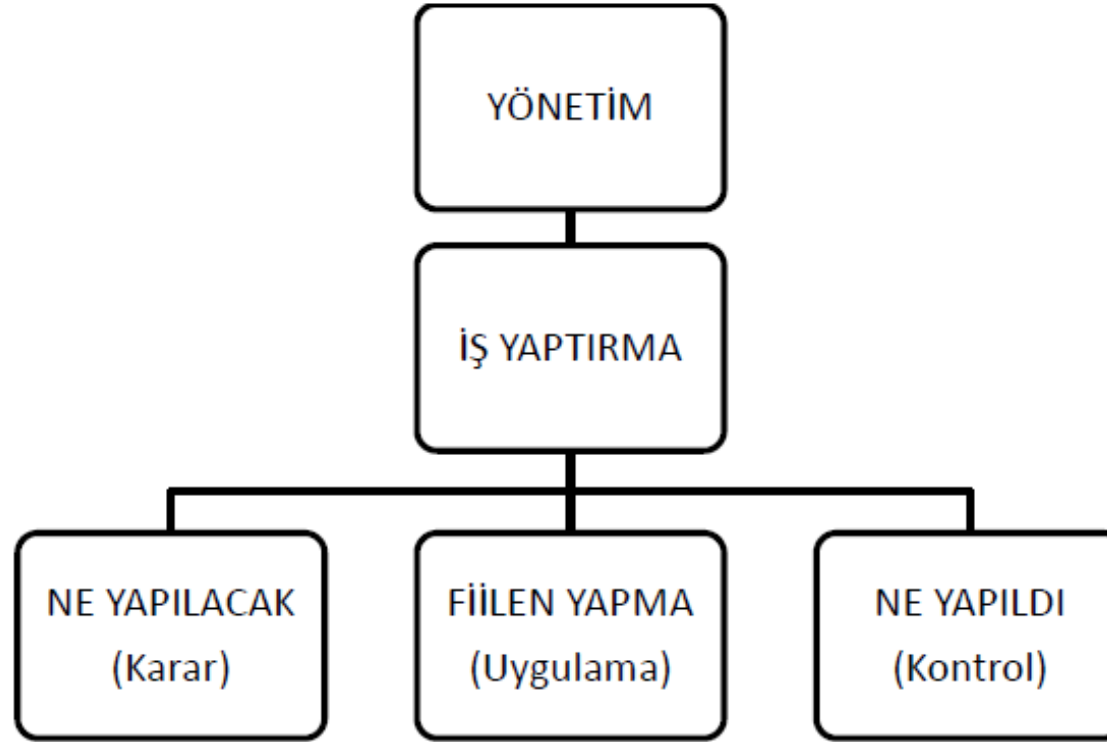 YÖNETİM
İŞ YAPTIRMA
NE YAPILACAK
(Karar)
FİİLEN YAPMA
(Uygulama)
NE YAPILDI
(Kontrol)